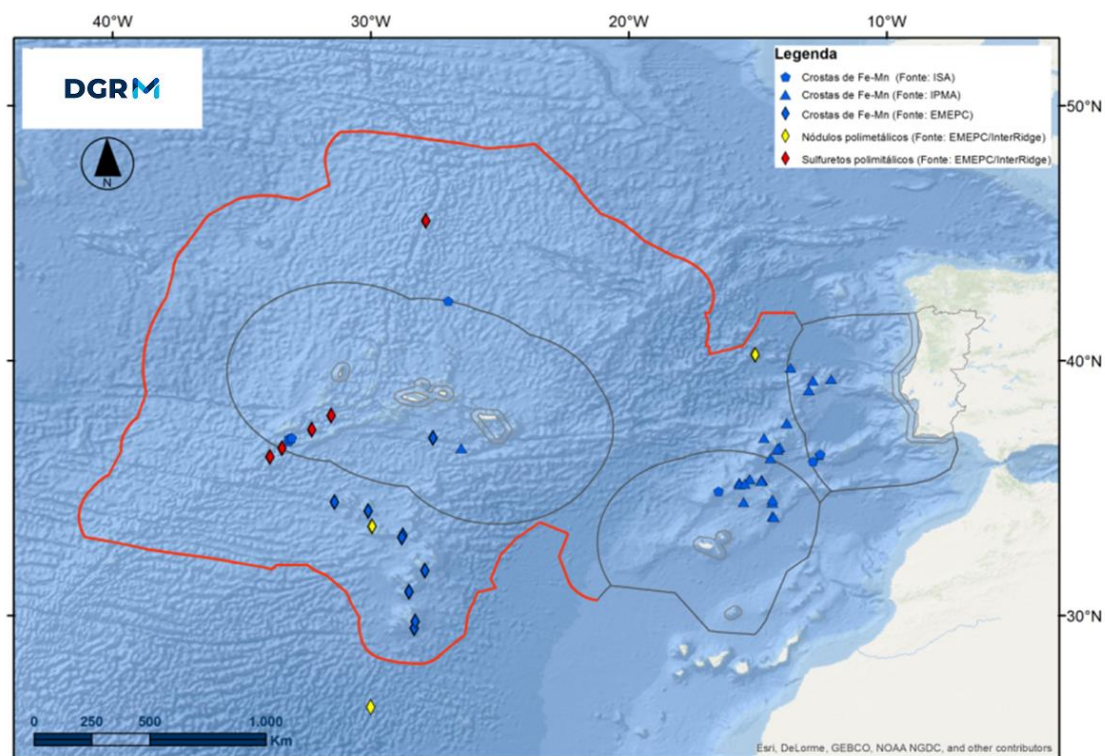 40°W 30°W 20°W 10°W
DGRM
Legenda
Crostas de Fe-Mn (Fonte: ISA)
Crostas de Fe-Mn (Fonte: IPMA)
Crostas de Fe-Mn (Fonte: EMEPC)
Nódulos polimetálicos (Fonte: EMEPC/InterRidge)
Sulfuretos polimitálicos (Fonte: EMEPC/InterRidge)
50°N
N
40°N
30°N
0 250 500 1.000
Km
Esri, DeLorme, GEBCO, NOAA NGDC, and other contributors